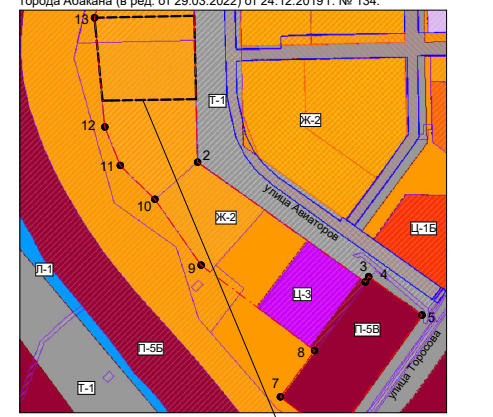 города Абакана (в ред. от 29.03.2022) от 24.12.2019 г. № 134.
13
Т-1
Ж-2
12
2
11
улица Авиаторов
10
Ж-2
Ц-1Б
9
3
4
Л-1
Ц-3
5
П-5В
П-5Б
8
улица Торосова
Т-1
7